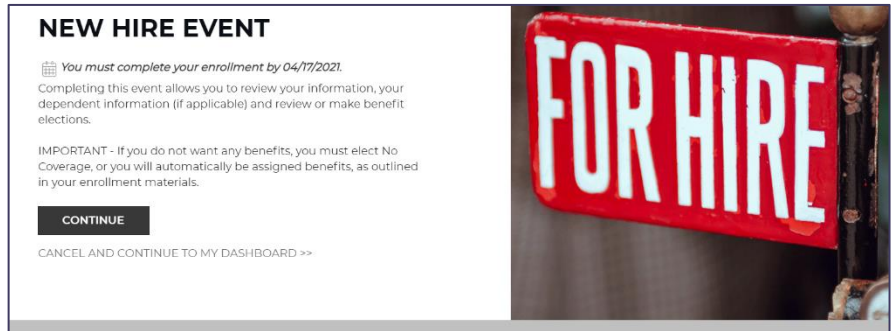 NEW HIRE EVENT
You must complete your enrollment by 04/17/2021.
Completing this event allows you to review your information, your
dependent information (if applicable) and review or make benefit
elections.
IMPORTANT - If you do not want any benefits, you must elect No
Coverage, or you will automatically be assigned benefits, as outlined
in your enrollment materials.
CONTINUE
CANCEL AND CONTINUE TO MY DASHBOARD >>
FOR HIRE